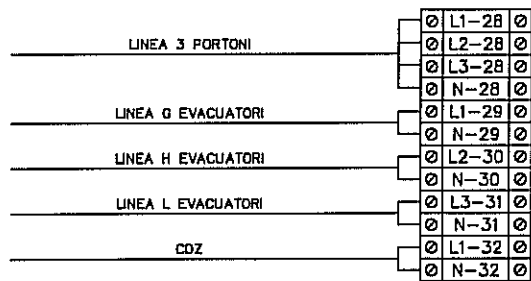 LINEA 3 PORTONI
L1-28
L2-28
L3-28
N-28
LINEA G EVACUATORI
L1-29
N-29
LINEA H EVACUATORI
L2-30
N-30
LINEA L EVACUATORI
L3-31
N-31
CDZ
L1-32
N-32